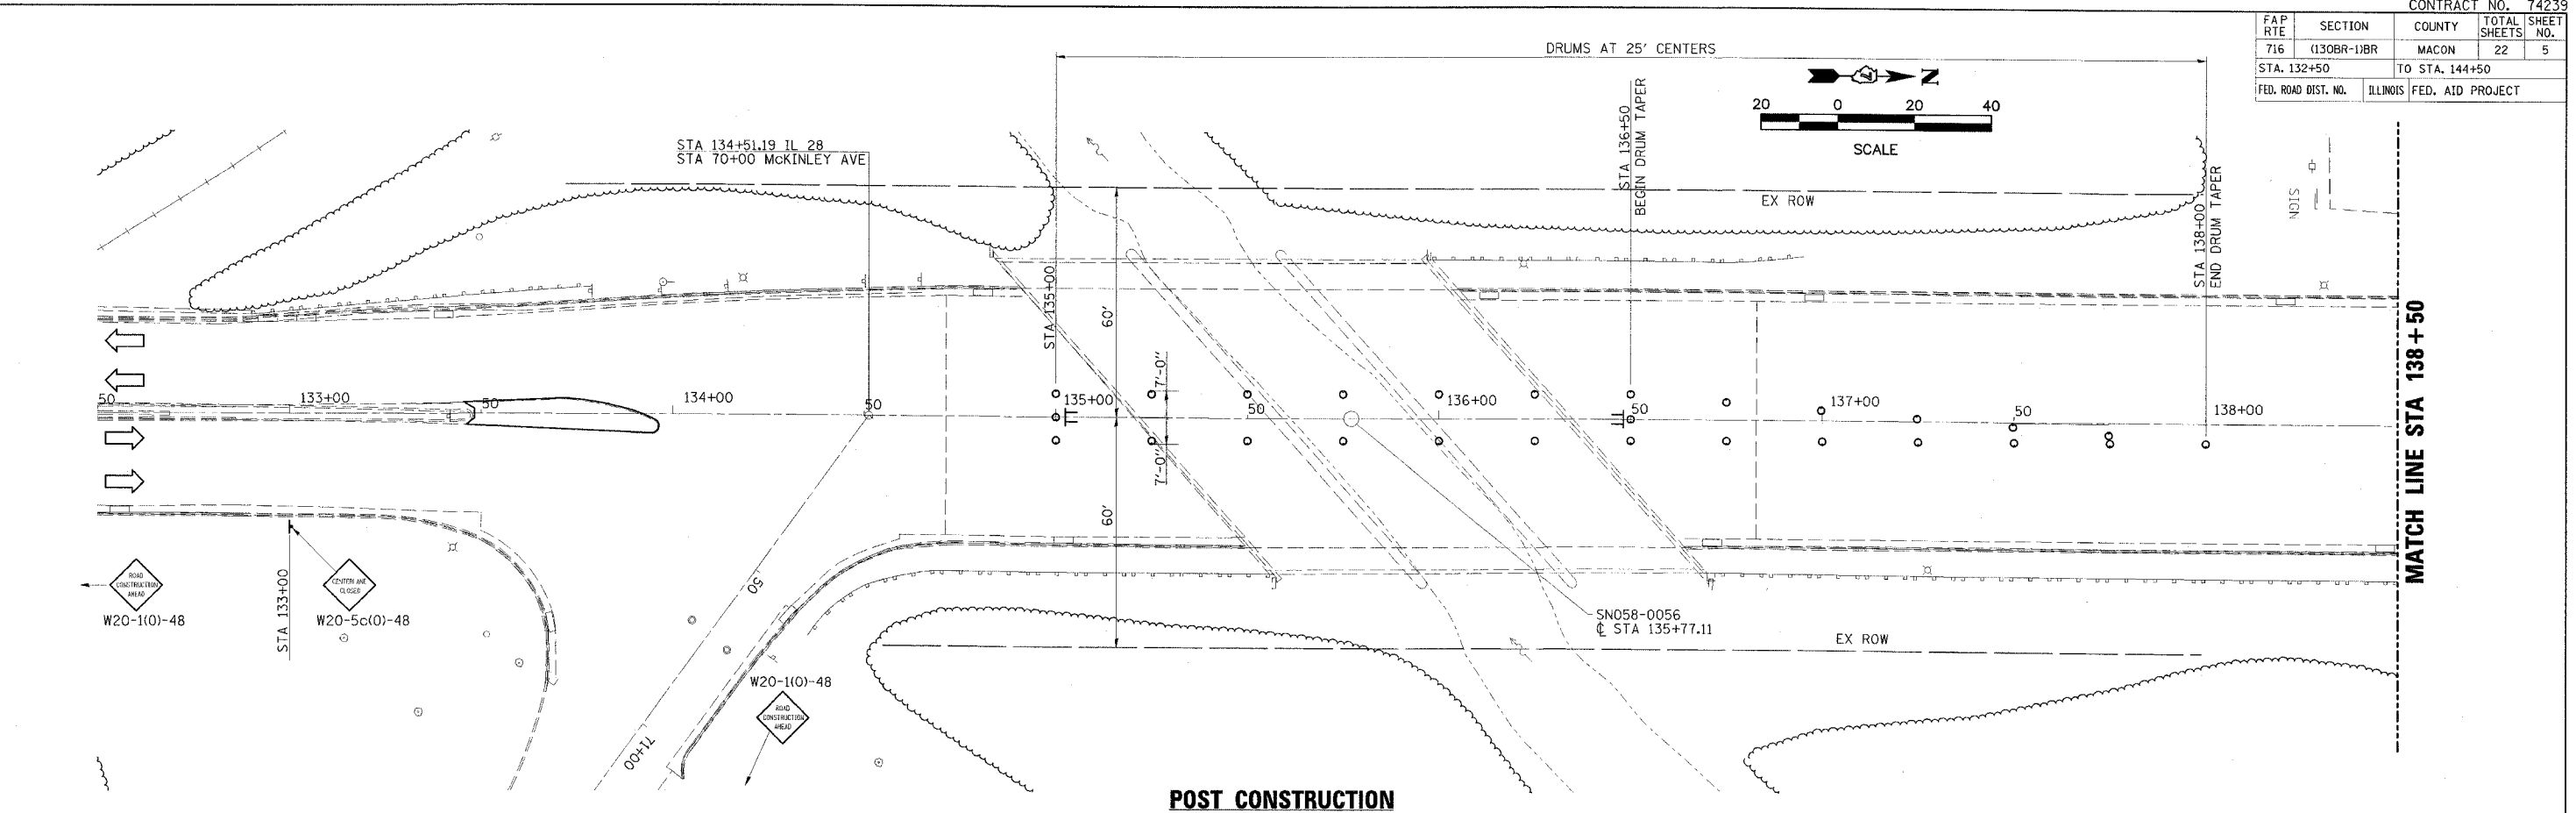 CONTRACT NO. 74239
FAP RTE SECTION COUNTY TOTAL SHEETS SHEET NO.
716 (130BR-1)BR MACON 22 5
STA. 132+50 TO STA. 144+50
FED. ROAD DIST. NO. ILLINOIS FED. AID PROJECT
DRUMS AT 25' CENTERS
N
20 0 20 40
SCALE
STA 134+51.19 IL 28
STA 70+00 McKINLEY AVE
STA 136+50
BEGIN DRUM TAPER
EX ROW
SIGN
STA 138+00
END DRUM TAPER
STA 135+00
60'
7'-0"
50 133+00 50 134+00 50 135+00 50 136+00 50 137+00 50 138+00
7'-0"
60'
MATCH LINE STA 138+50
ROAD CONSTRUCTION AHEAD
W20-1(0)-48
STA 133+00
CENTER LANE CLOSED
W20-5c(0)-48
50
71+00
W20-1(0)-48
ROAD CONSTRUCTION AHEAD
SN058-0056
℄ STA 135+77.11
EX ROW
POST CONSTRUCTION